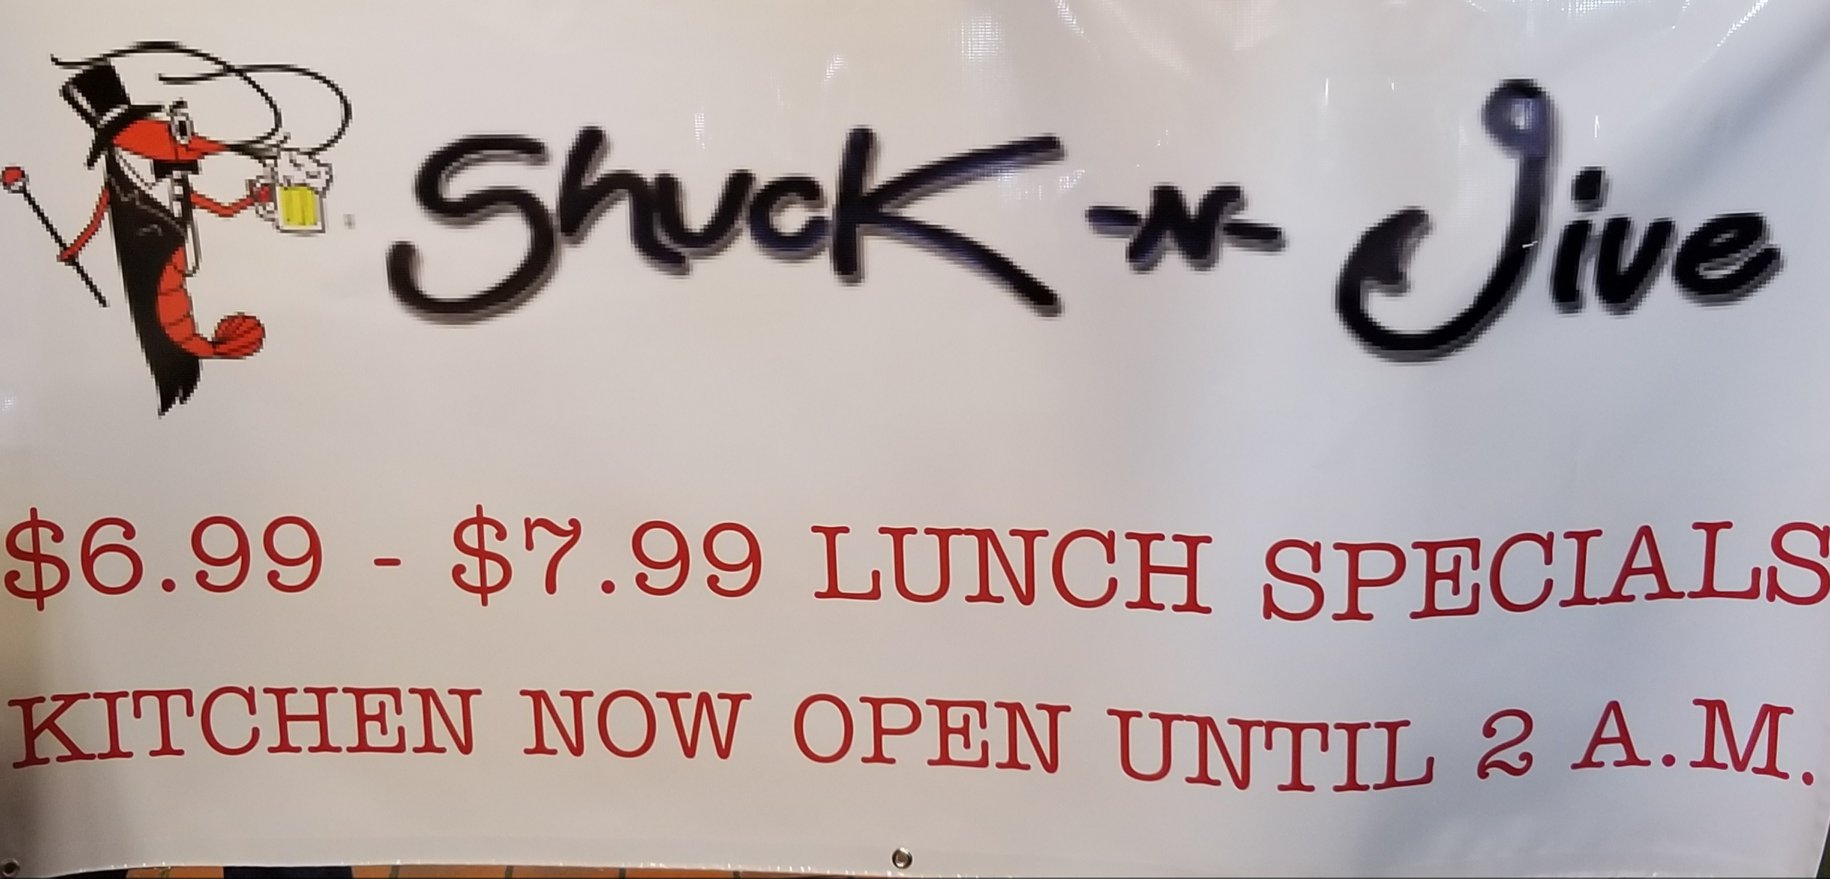 Shuck -N- Jive
$6.99 - $7.99 LUNCH SPECIALS
KITCHEN NOW OPEN UNTIL 2 A.M.